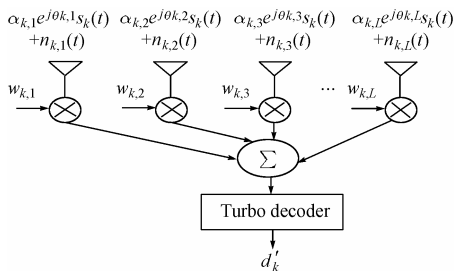 α_{k,1}e^{jθk,1}s_k(t) α_{k,2}e^{jθk,2}s_k(t) α_{k,3}e^{jθk,3}s_k(t) α_{k,L}e^{jθk,L}s_k(t)
+n_{k,1}(t) +n_{k,2}(t) +n_{k,3}(t) +n_{k,L}(t)
w_{k,1} w_{k,2} w_{k,3} ··· w_{k,L}
Σ
Turbo decoder
d'_k